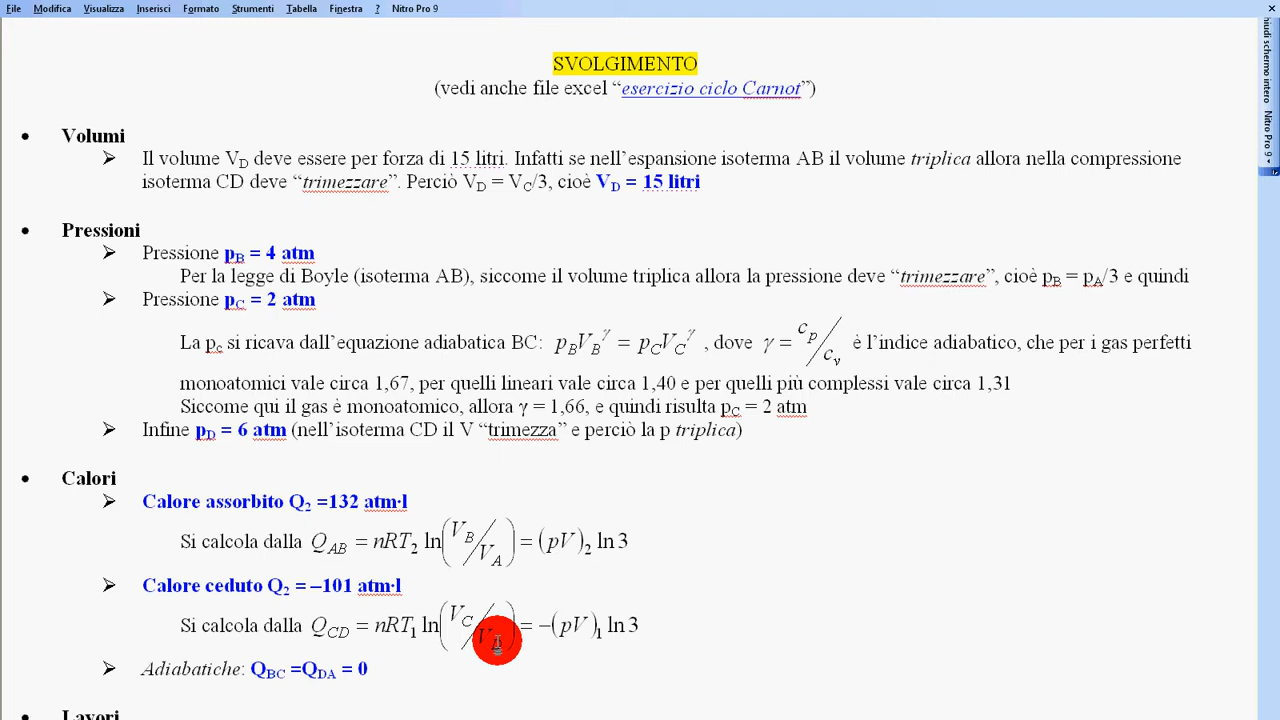 File Modifica Visualizza Inserisci Formato Strumenti Tabella Finestra ? Nitro Pro 9 ×
hiudi schermo intero Nitro Pro 9
SVOLGIMENTO
(vedi anche file excel “esercizio ciclo Carnot”)
• Volumi
➢ Il volume V_D deve essere per forza di 15 litri. Infatti se nell’espansione isoterma AB il volume triplica allora nella compressione
isoterma CD deve “trimezzare”. Perciò V_D = V_C/3, cioè V_D = 15 litri
• Pressioni
➢ Pressione p_B = 4 atm
Per la legge di Boyle (isoterma AB), siccome il volume triplica allora la pressione deve “trimezzare”, cioè p_B = p_A/3 e quindi
➢ Pressione p_C = 2 atm
La p_c si ricava dall’equazione adiabatica BC: p_B V_B^γ = p_C V_C^γ , dove γ = c_p/c_v è l’indice adiabatico, che per i gas perfetti
monoatomici vale circa 1,67, per quelli lineari vale circa 1,40 e per quelli più complessi vale circa 1,31
Siccome qui il gas è monoatomico, allora γ = 1,66, e quindi risulta p_C = 2 atm
➢ Infine p_D = 6 atm (nell’isoterma CD il V “trimezza” e perciò la p triplica)
• Calori
➢ Calore assorbito Q_2 =132 atm·l
Si calcola dalla Q_AB = nRT_2 ln(V_B/V_A) = (pV)_2 ln 3
➢ Calore ceduto Q_2 = –101 atm·l
Si calcola dalla Q_CD = nRT_1 ln(V_C/V_D) = –(pV)_1 ln 3
➢ Adiabatiche: Q_BC =Q_DA = 0
• Lavori